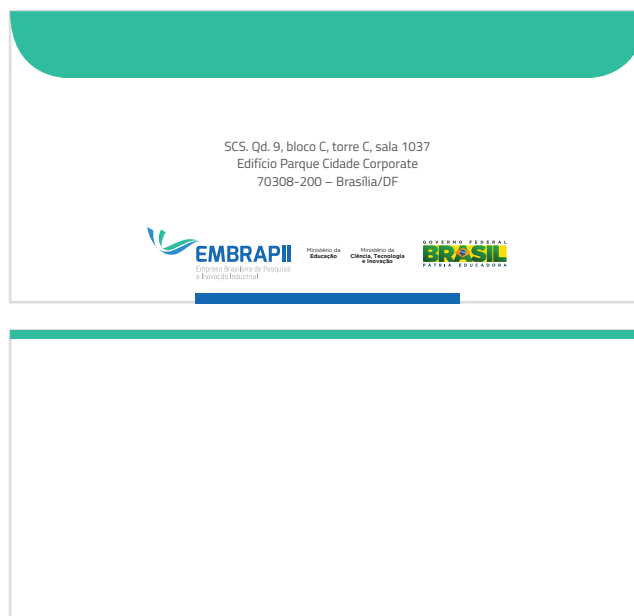 SCS. Qd. 9, bloco C, torre C, sala 1037
Edifício Parque Cidade Corporate
70308-200 – Brasília/DF
EMBRAPII
Empresa Brasileira de Pesquisa
e Inovação Industrial
Ministério da
Educação
Ministério da
Ciência, Tecnologia
e Inovação
GOVERNO FEDERAL
BRASIL
PÁTRIA EDUCADORA